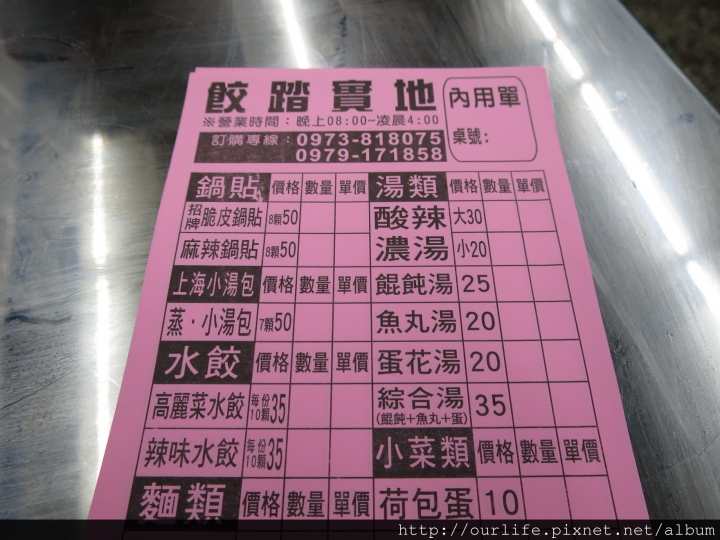 餃踏實地
內用單
※營業時間：晚上08:00~凌晨4:00
訂購專線：0973-818075
0979-171858
桌號：
鍋貼 價格 數量 單價 湯類 價格 數量 單價
招牌脆皮鍋貼 8顆50 酸辣 大30
麻辣鍋貼 8顆50 濃湯 小20
上海小湯包 價格 數量 單價 餛飩湯 25
蒸·小湯包 7顆50 魚丸湯 20
水餃 價格 數量 單價 蛋花湯 20
高麗菜水餃 每份10顆35 綜合湯 35
(餛飩+魚丸+蛋)
辣味水餃 每份10顆35 小菜類 價格 數量 單價
麵類 價格 數量 單價 荷包蛋 10
http://ourlife.pixnet.net/album